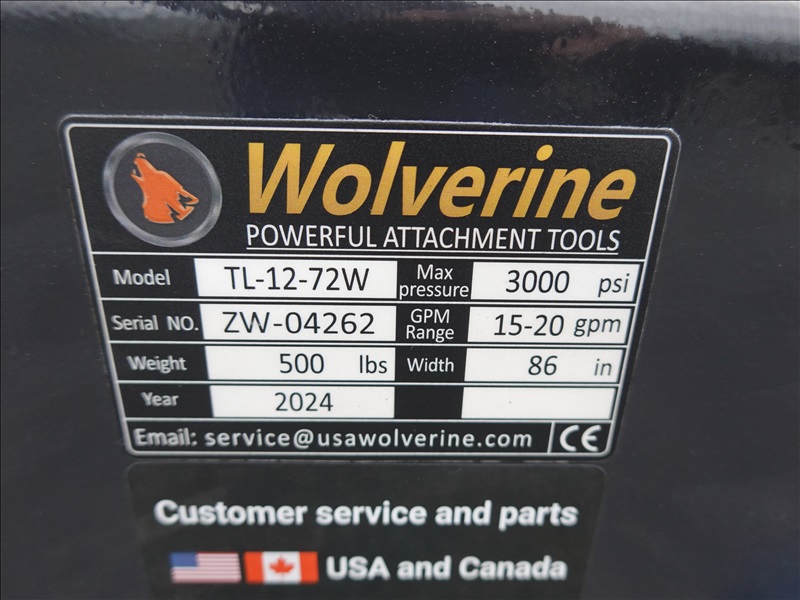 Wolverine
POWERFUL ATTACHMENT TOOLS
Model TL-12-72W Max pressure 3000 psi
Serial NO. ZW-04262 GPM Range 15-20 gpm
Weight 500 lbs Width 86 in
Year 2024
Email: service@usawolverine.com CE
Customer service and parts
USA and Canada